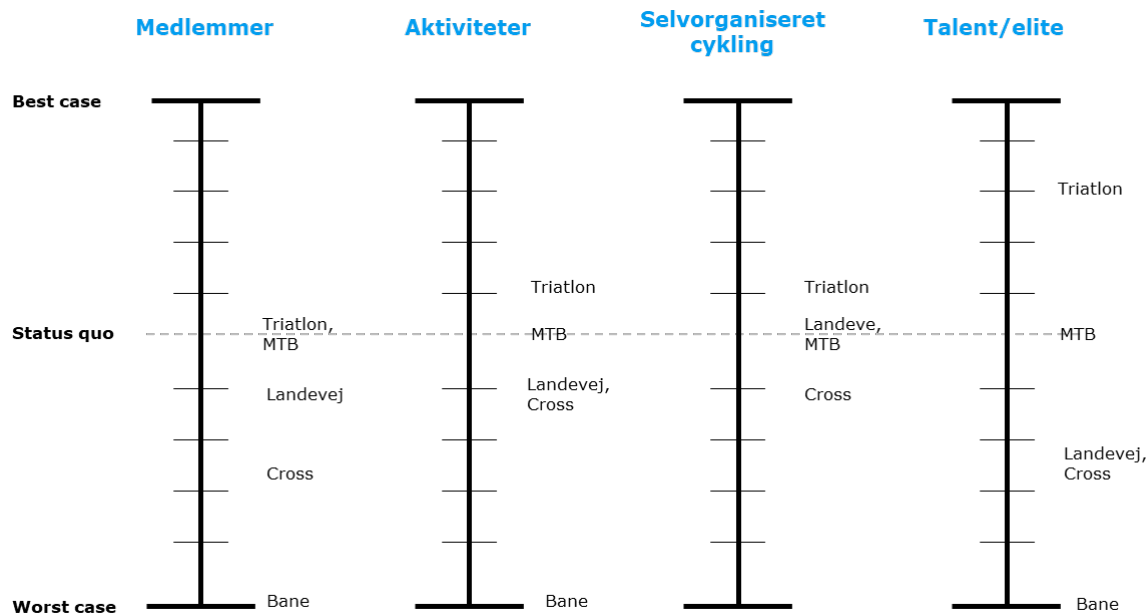 Medlemmer
Aktiviteter
Selvorganiseret
cykling
Talent/elite
Best case
Triatlon
Triatlon
Triatlon
Status quo
Triatlon,
MTB
MTB
Landeve,
MTB
MTB
Landevej
Landevej,
Cross
Cross
Cross
Landevej,
Cross
Worst case
Bane
Bane
Bane